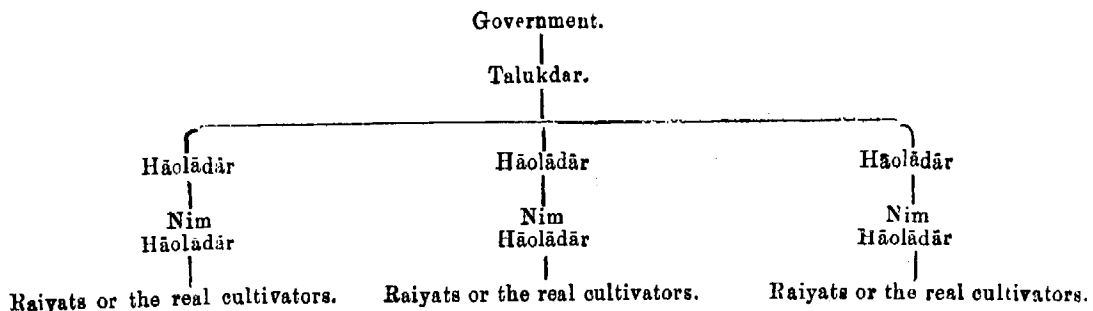 Government.
Talukdar.
Hāolādār Hāolādār Hāolādār
Nim Nim Nim
Hāolādār Hāolādār Hāolādār
Raiyats or the real cultivators. Raiyats or the real cultivators. Raiyats or the real cultivators.